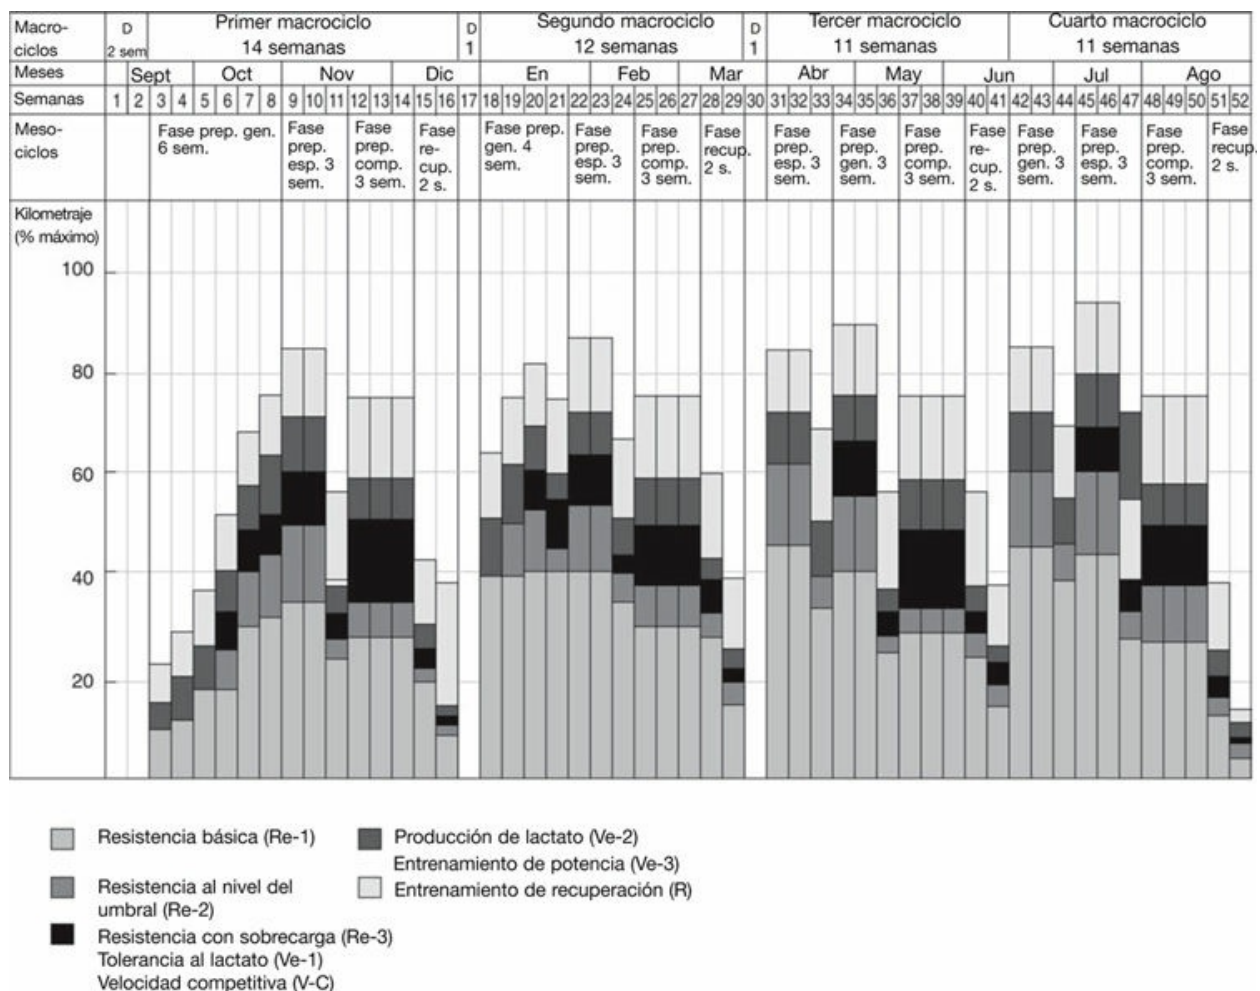 Macro-
ciclos
D
2 sem
Primer macrociclo
14 semanas
D
1
Segundo macrociclo
12 semanas
D
1
Tercer macrociclo
11 semanas
Cuarto macrociclo
11 semanas
Meses Sept Oct Nov Dic En Feb Mar Abr May Jun Jul Ago
Semanas 1 2 3 4 5 6 7 8 9 10 11 12 13 14 15 16 17 18 19 20 21 22 23 24 25 26 27 28 29 30 31 32 33 34 35 36 37 38 39 40 41 42 43 44 45 46 47 48 49 50 51 52
Meso-
ciclos
Fase prep. gen.
6 sem.
Fase
prep.
esp. 3
sem.
Fase
prep.
comp.
3 sem.
Fase
re-
cup.
2 s.
Fase prep.
gen. 4
sem.
Fase
prep.
esp. 3
sem.
Fase
prep.
comp.
3 sem.
Fase
recup.
2 s.
Fase
prep.
esp. 3
sem.
Fase
prep.
gen. 3
sem.
Fase
prep.
comp.
3 sem.
Fase
re-
cup.
2 s.
Fase
prep.
gen. 3
sem.
Fase
prep.
esp. 3
sem.
Fase
prep.
comp.
3 sem.
Fase
recup.
2 s.
Kilometraje
(% máximo)
100
80
60
40
20
Resistencia básica (Re-1)
Resistencia al nivel del
umbral (Re-2)
Resistencia con sobrecarga (Re-3)
Tolerancia al lactato (Ve-1)
Velocidad competitiva (V-C)
Producción de lactato (Ve-2)
Entrenamiento de potencia (Ve-3)
Entrenamiento de recuperación (R)